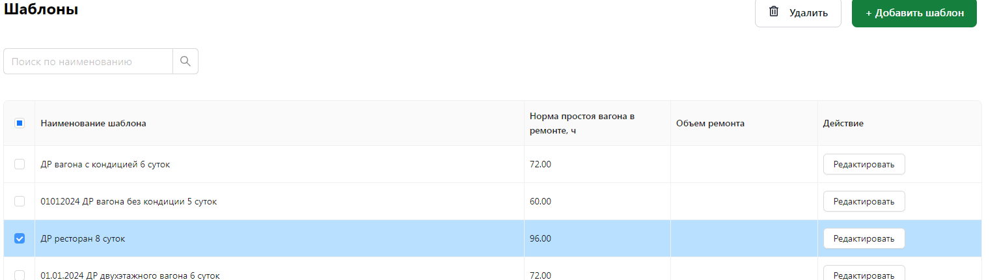 Шаблоны
Удалить
+ Добавить шаблон
Поиск по наименованию
Наименование шаблона
Норма простоя вагона в
ремонте, ч
Объем ремонта
Действие
ДР вагона с кондицией 6 суток
72.00
Редактировать
01012024 ДР вагона без кондиции 5 суток
60.00
Редактировать
ДР ресторан 8 суток
96.00
Редактировать
01.01.2024 ДР двухэтажного вагона 6 суток
72.00
Редактировать